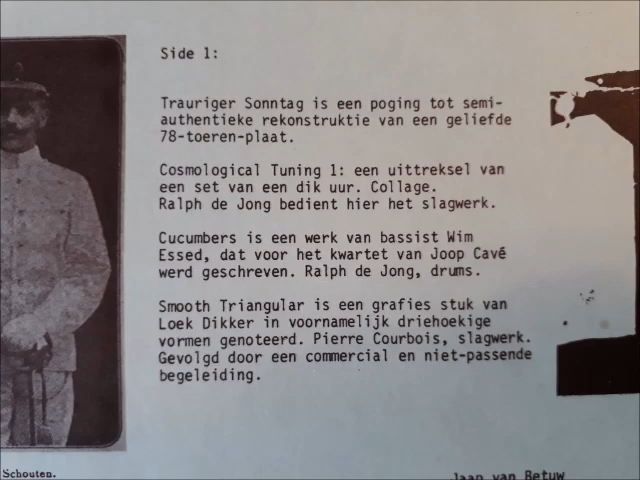 Side 1:
Trauriger Sonntag is een poging tot semi-
authentieke rekonstruktie van een geliefde
78-toeren-plaat.
Cosmological Tuning 1: een uittreksel van
een set van een dik uur. Collage.
Ralph de Jong bedient hier het slagwerk.
Cucumbers is een werk van bassist Wim
Essed, dat voor het kwartet van Joop Cavé
werd geschreven. Ralph de Jong, drums.
Smooth Triangular is een grafies stuk van
Loek Dikker in voornamelijk driehoekige
vormen genoteerd. Pierre Courbois, slagwerk.
Gevolgd door een commercial en niet-passende
begeleiding.
Schouten.
Jaap van Betuw